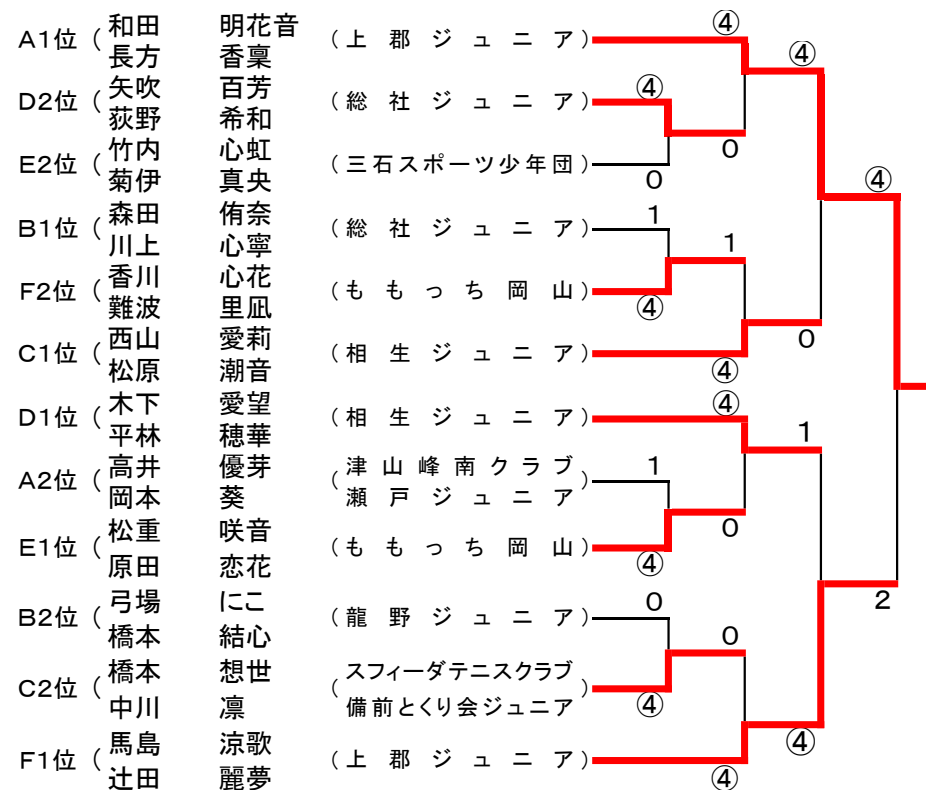 A1位 ( 和田 明花音 長方 香稟 ( 上 郡 ジ ュ ニ ア ) ④ ④
D2位 ( 矢吹 百芳 荻野 希和 ( 総 社 ジ ュ ニ ア ) ④ 0
E2位 ( 竹内 心虹 菊伊 真央 ( 三石スポーツ少年団 ) 0 ④
B1位 ( 森田 侑奈 川上 心寧 ( 総 社 ジ ュ ニ ア ) 1 1
F2位 ( 香川 心花 難波 里凪 ( も も っ ち 岡 山 ) ④ 0
C1位 ( 西山 愛莉 松原 潮音 ( 相 生 ジ ュ ニ ア ) ④
D1位 ( 木下 愛望 平林 穂華 ( 相 生 ジ ュ ニ ア ) ④ 1
A2位 ( 高井 優芽 岡本 葵 ( 津 山 峰 南 ク ラ ブ 瀬 戸 ジ ュ ニ ア ) 1 0
E1位 ( 松重 咲音 原田 恋花 ( も も っ ち 岡 山 ) ④
B2位 ( 弓場 にこ 橋本 結心 ( 龍 野 ジ ュ ニ ア ) 0 0 2
C2位 ( 橋本 想世 中川 凛 ( スフィーダテニスクラブ 備前とくり会ジュニア ) ④ ④
F1位 ( 馬島 涼歌 辻田 麗夢 ( 上 郡 ジ ュ ニ ア ) ④